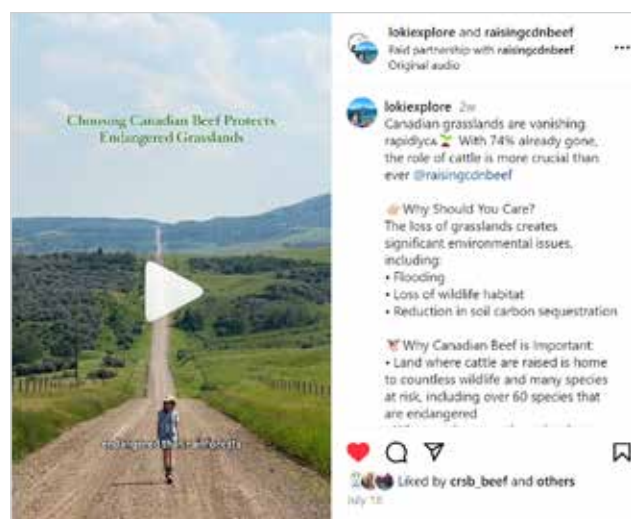 Choosing Canadian Beef Protects
Endangered Grasslands
endangered than rainforests
lokiexplore and raisingcdnbeef
Paid partnership with raisingcdnbeef
Original audio
lokiexplore 2w
Canadian grasslands are vanishing
rapidly With 74% already gone,
the role of cattle is more crucial than
ever @raisingcdnbeef
Why Should You Care?
The loss of grasslands creates
significant environmental issues,
including:
• Flooding
• Loss of wildlife habitat
• Reduction in soil carbon sequestration
Why Canadian Beef is Important
• Land where cattle are raised is home
to countless wildlife and many species
at risk, including over 60 species that
are endangered
Liked by crsb_beef and others
July 18